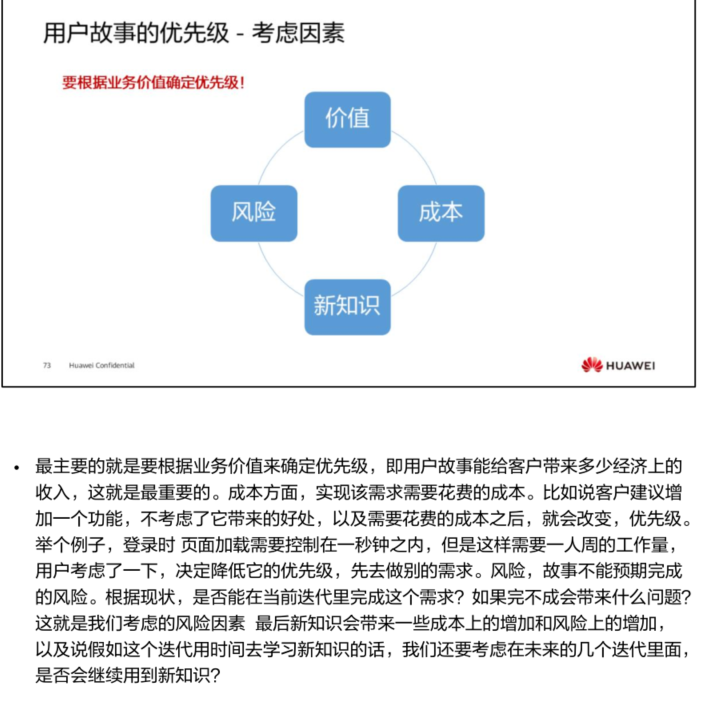 用户故事的优先级 - 考虑因素
要根据业务价值确定优先级！
价值
风险
成本
新知识
73 Huawei Confidential
HUAWEI
• 最主要的就是要根据业务价值来确定优先级，即用户故事能给客户带来多少经济上的
收入，这就是最重要的。成本方面，实现该需求需要花费的成本。比如说客户建议增
加一个功能，不考虑了它带来的好处，以及需要花费的成本之后，就会改变，优先级。
举个例子，登录时 页面加载需要控制在一秒钟之内，但是这样需要一人周的工作量，
用户考虑了一下，决定降低它的优先级，先去做别的需求。风险，故事不能预期完成
的风险。根据现状，是否能在当前迭代里完成这个需求？如果完不成会带来什么问题？
这就是我们考虑的风险因素 最后新知识会带来一些成本上的增加和风险上的增加，
以及说假如这个迭代用时间去学习新知识的话，我们还要考虑在未来的几个迭代里面，
是否会继续用到新知识？